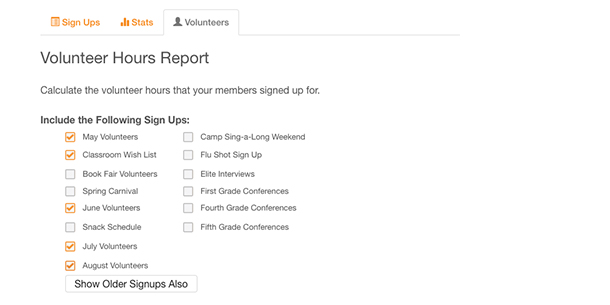 Sign Ups Stats Volunteers
Volunteer Hours Report
Calculate the volunteer hours that your members signed up for.
Include the Following Sign Ups:
May Volunteers Camp Sing-a-Long Weekend
Classroom Wish List Flu Shot Sign Up
Book Fair Volunteers Elite Interviews
Spring Carnival First Grade Conferences
June Volunteers Fourth Grade Conferences
Snack Schedule Fifth Grade Conferences
July Volunteers
August Volunteers
Show Older Signups Also